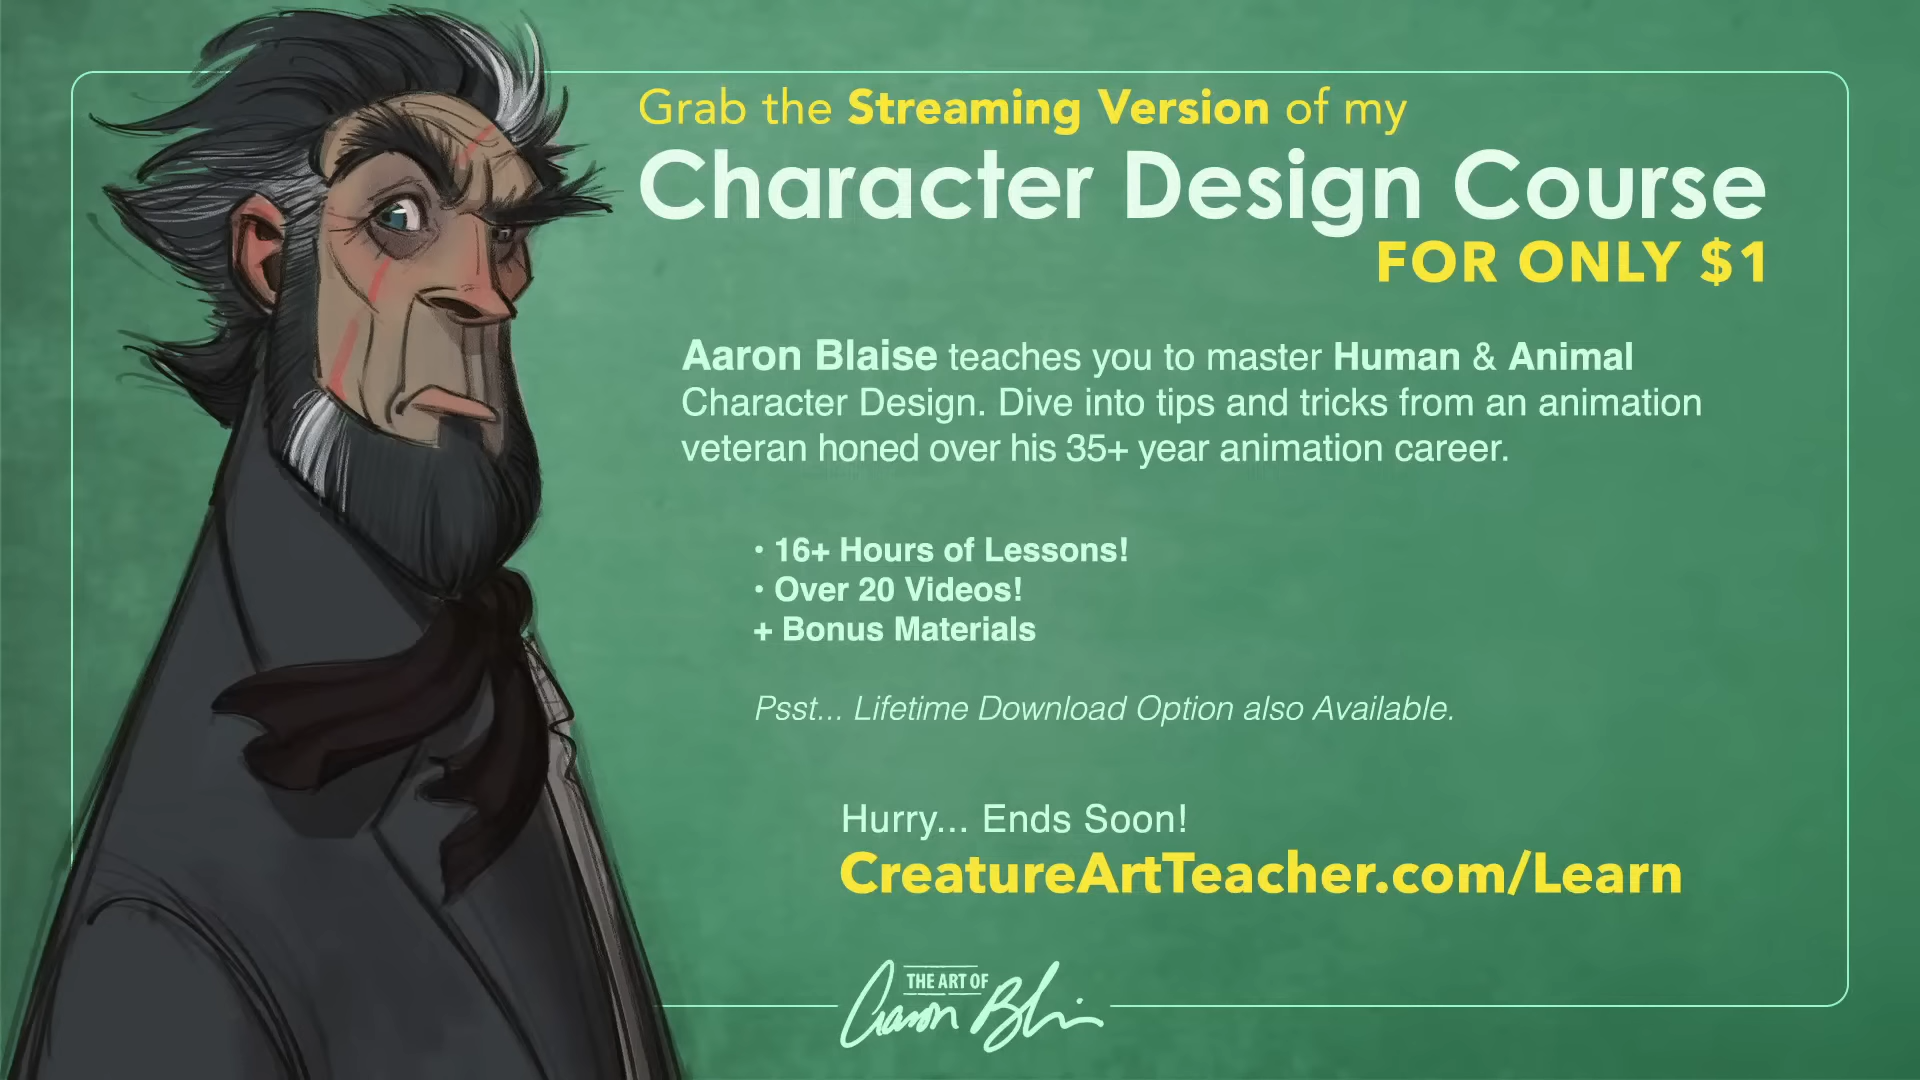 Grab the Streaming Version of my
Character Design Course
FOR ONLY $1
Aaron Blaise teaches you to master Human & Animal
Character Design. Dive into tips and tricks from an animation
veteran honed over his 35+ year animation career.
• 16+ Hours of Lessons!
• Over 20 Videos!
+ Bonus Materials
Psst... Lifetime Download Option also Available.
Hurry... Ends Soon!
CreatureArtTeacher.com/Learn
THE ART OF
Aaron Blaise